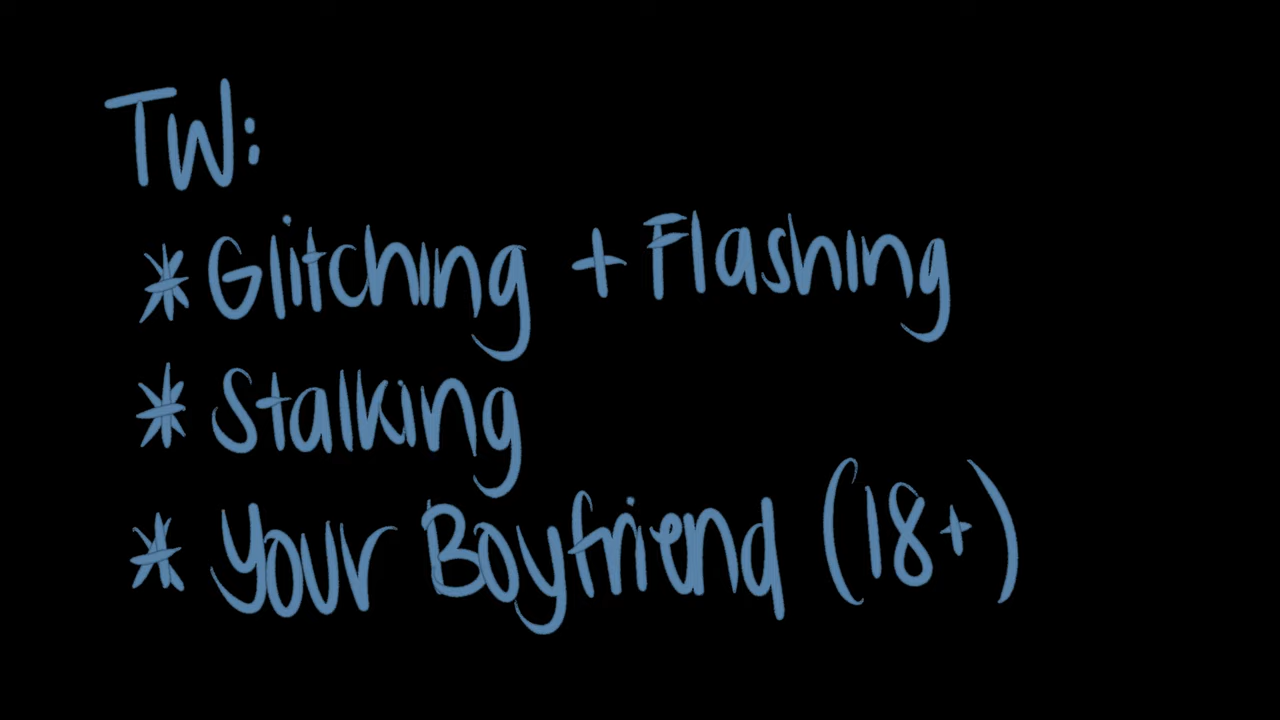 TW:
* Glitching + Flashing
* Stalking
* Your Boyfriend (18+)